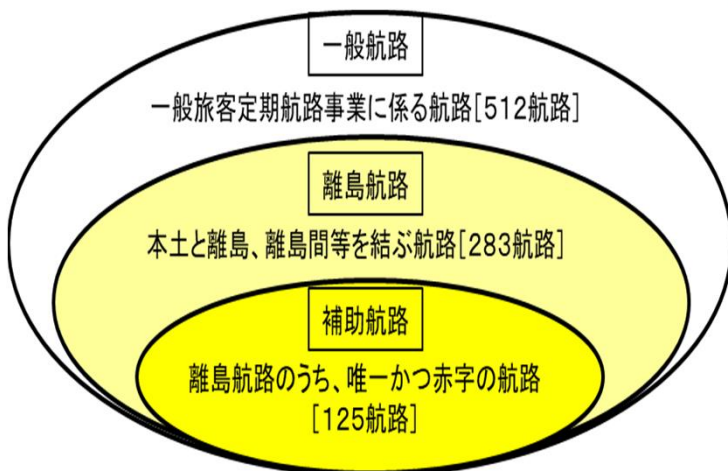 一般航路
一般旅客定期航路事業に係る航路[512航路]
離島航路
本土と離島、離島間等を結ぶ航路[283航路]
補助航路
離島航路のうち、唯一かつ赤字の航路
[125航路]